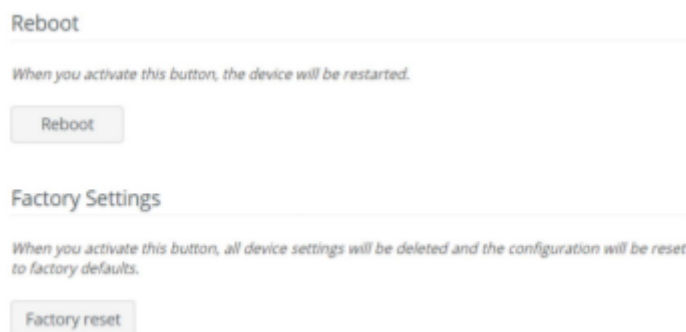 Reboot
When you activate this button, the device will be restarted.
Reboot
Factory Settings
When you activate this button, all device settings will be deleted and the configuration will be reset
to factory defaults.
Factory reset